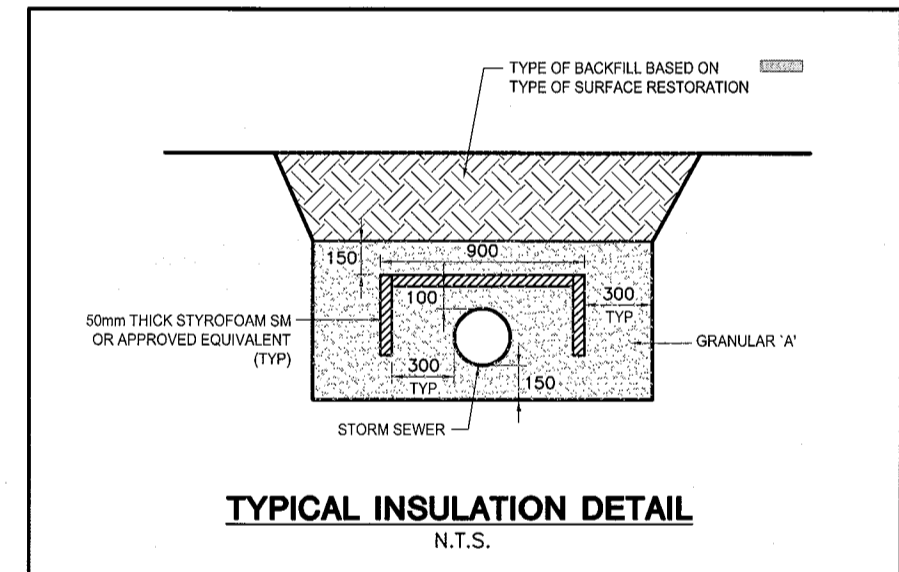 TYPE OF BACKFILL BASED ON
TYPE OF SURFACE RESTORATION
150
900
100
300
TYP.
50mm THICK STYROFOAM SM
OR APPROVED EQUIVALENT
(TYP)
GRANULAR 'A'
300
TYP
150
STORM SEWER
TYPICAL INSULATION DETAIL
N.T.S.